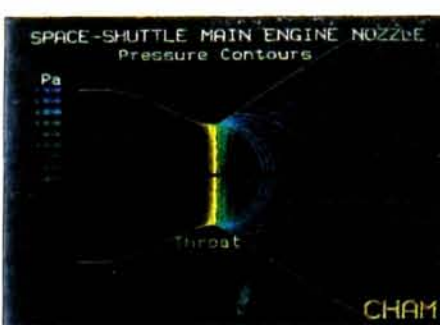 SPACE-SHUTTLE MAIN ENGINE NOZZLE
Pressure Contours
Pa
Throat
CHAM